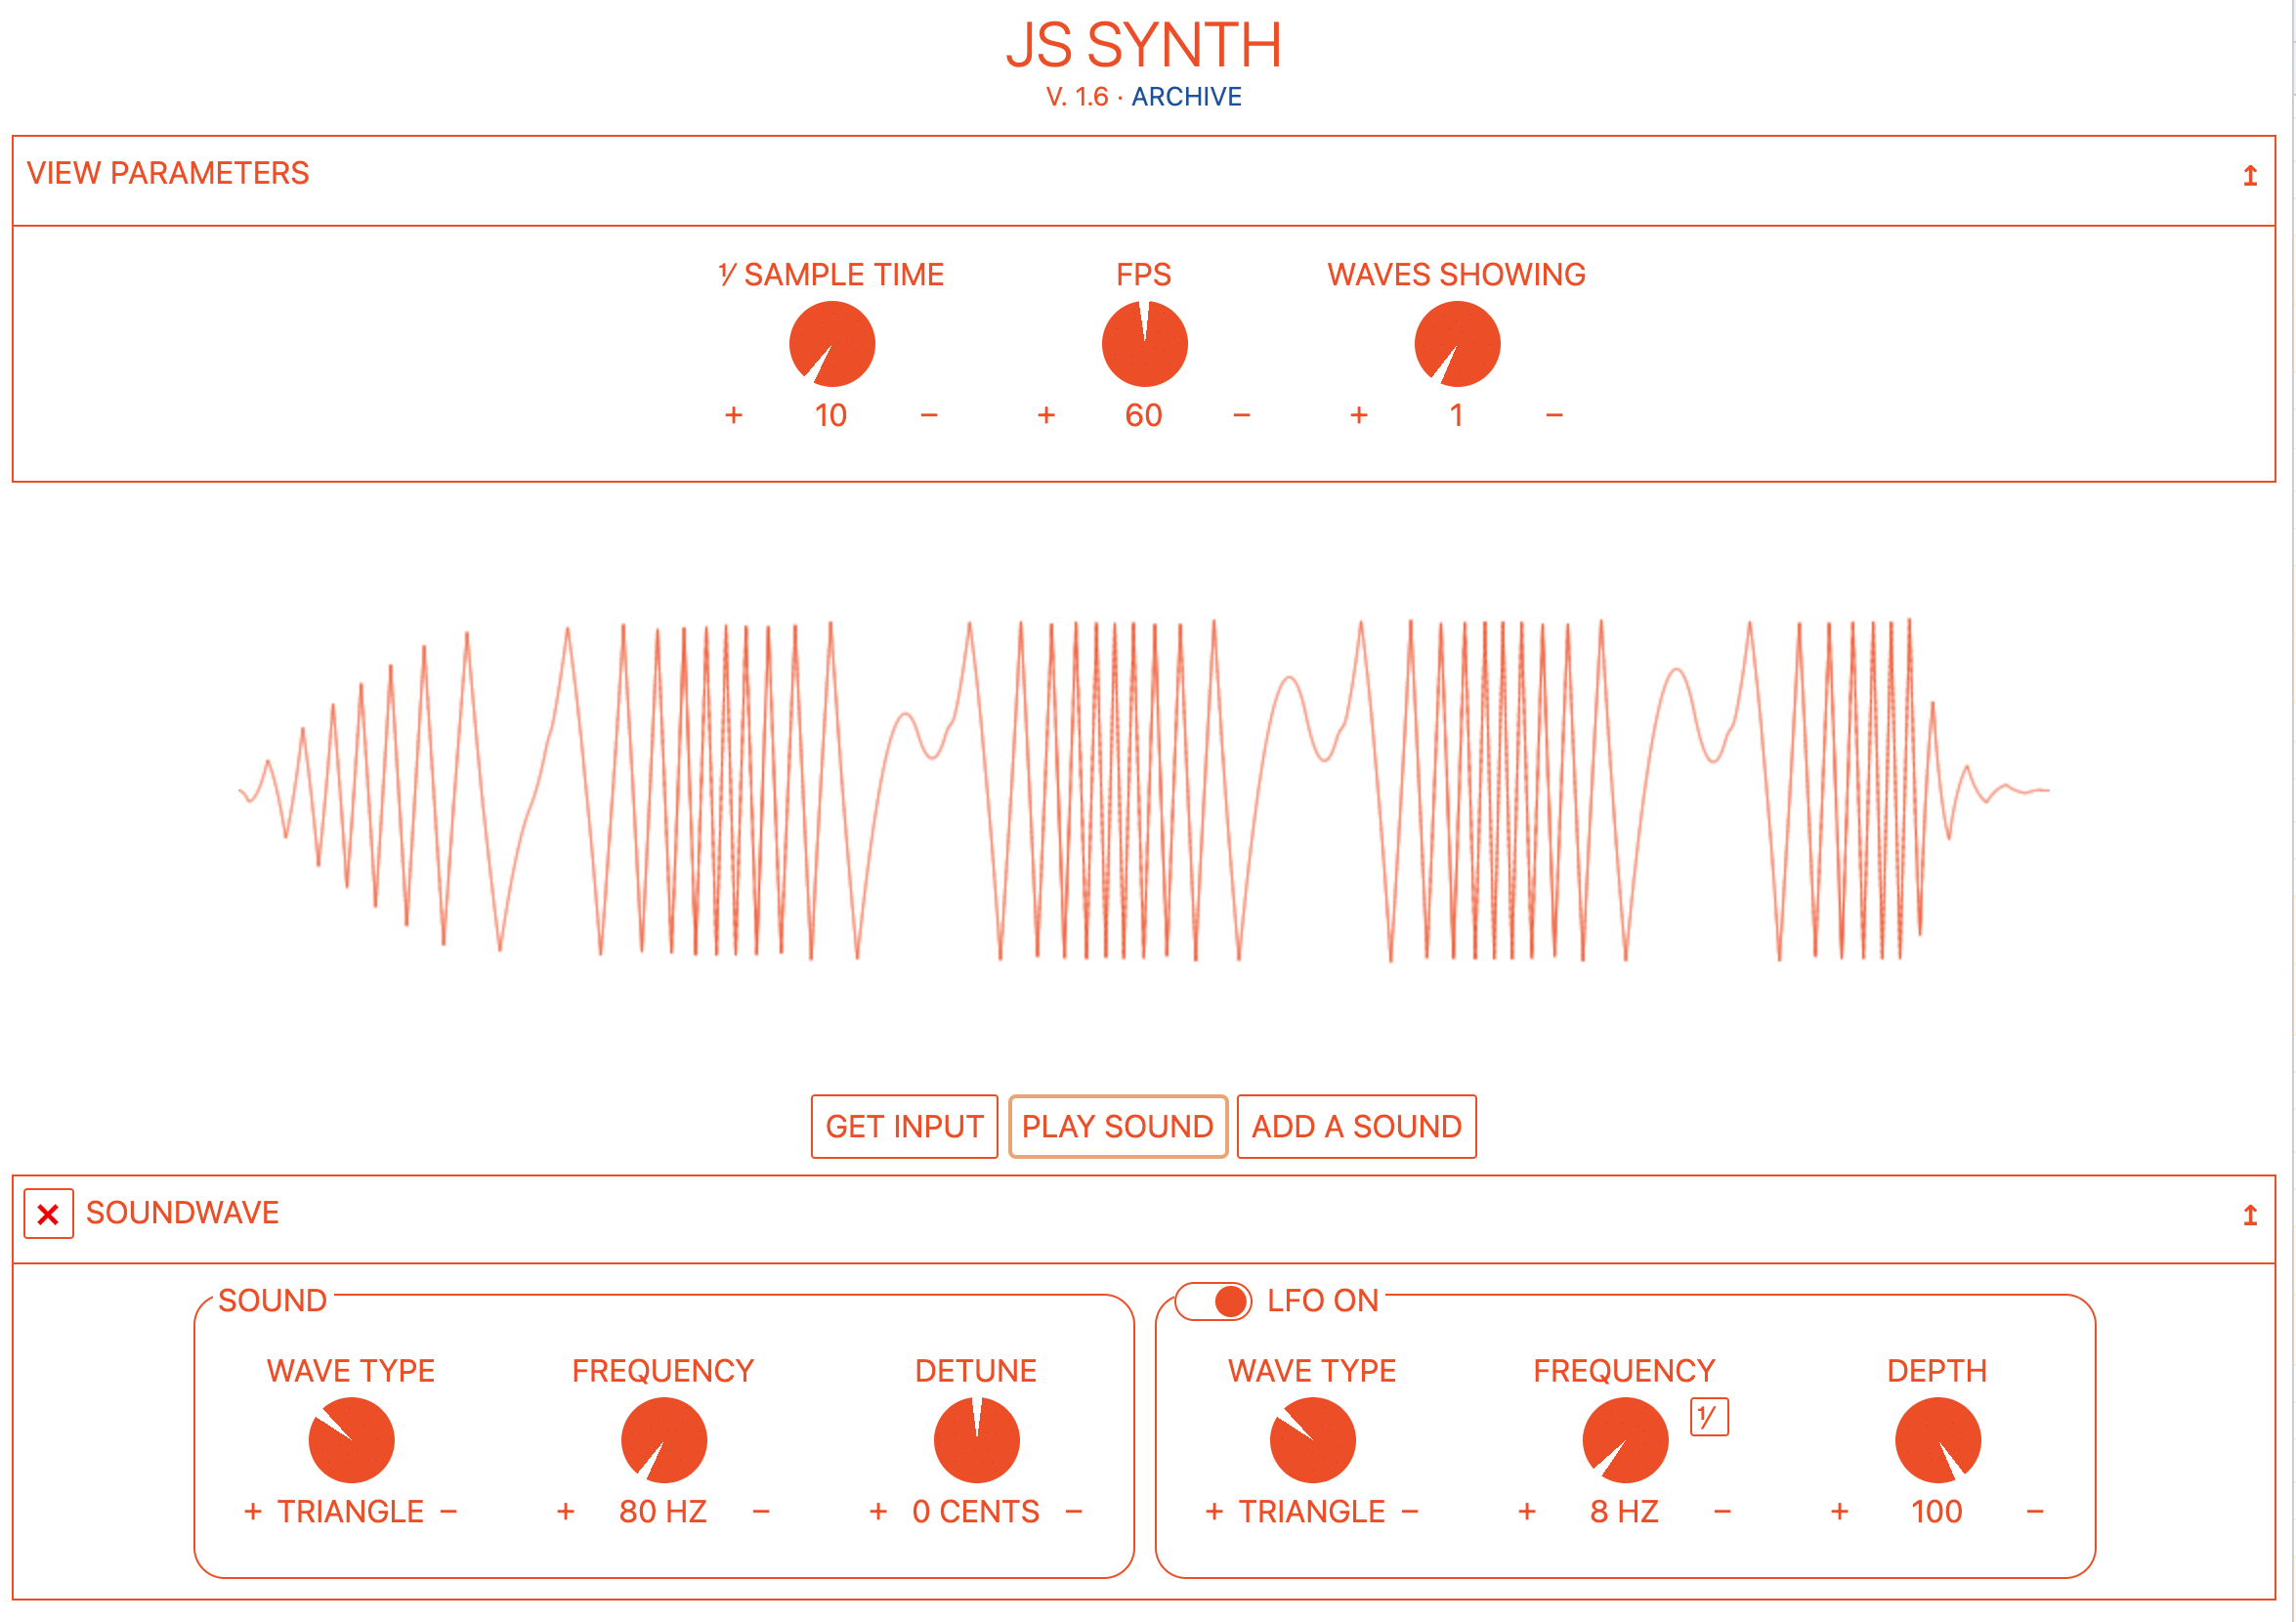 JS SYNTH
V. 1.6 · ARCHIVE
VIEW PARAMETERS ↥
⅟ SAMPLE TIME FPS WAVES SHOWING
+ 10 − + 60 − + 1 −
GET INPUT PLAY SOUND ADD A SOUND
× SOUNDWAVE ↥
SOUND LFO ON
WAVE TYPE FREQUENCY DETUNE WAVE TYPE FREQUENCY DEPTH
⅟
+ TRIANGLE − + 80 HZ − + 0 CENTS − + TRIANGLE − + 8 HZ − + 100 −